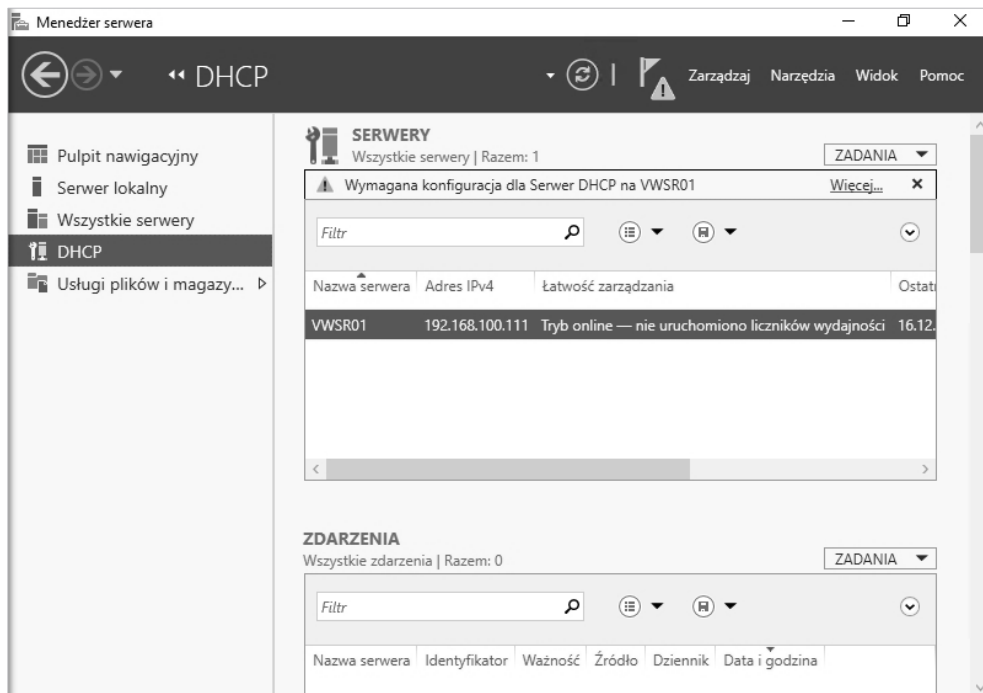 Menedżer serwera
DHCP
Zarządzaj Narzędzia Widok Pomoc
Pulpit nawigacyjny
Serwer lokalny
Wszystkie serwery
DHCP
Usługi plików i magazy...
SERWERY
Wszystkie serwery | Razem: 1
ZADANIA
Wymagana konfiguracja dla Serwer DHCP na VWSR01 Więcej...
Filtr
Nazwa serwera Adres IPv4 Łatwość zarządzania Ostatn
VWSR01 192.168.100.111 Tryb online — nie uruchomiono liczników wydajności 16.12.
ZDARZENIA
Wszystkie zdarzenia | Razem: 0
ZADANIA
Filtr
Nazwa serwera Identyfikator Ważność Źródło Dziennik Data i godzina